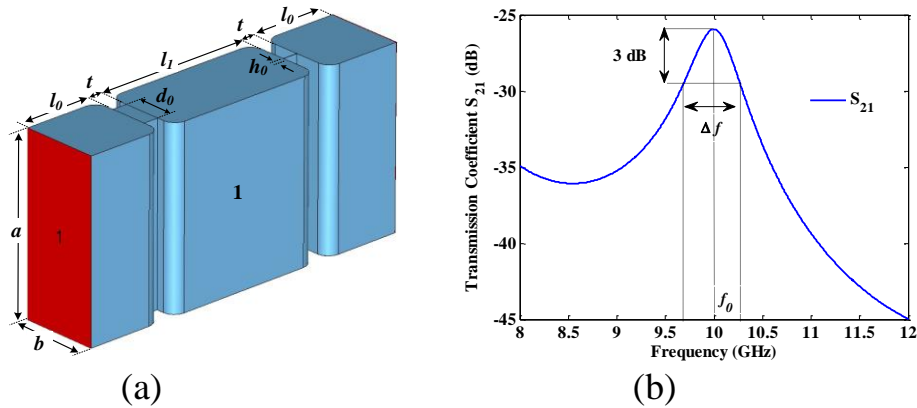 l₀
t
l₁
t
l₀
h₀
d₀
a
b
1
1
(a)
Transmission Coefficient S₂₁ (dB)
-25
-30
-35
-40
-45
3 dB
Δf
S₂₁
f₀
8
8.5
9
9.5
10
10.5
11
11.5
12
Frequency (GHz)
(b)